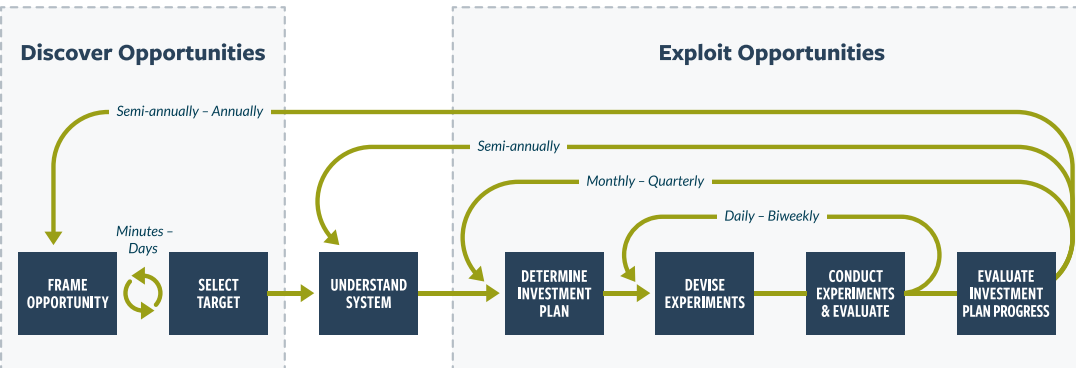 Discover Opportunities
Exploit Opportunities
Semi-annually – Annually
Semi-annually
Monthly – Quarterly
Daily – Biweekly
Minutes –
Days
FRAME
OPPORTUNITY
SELECT
TARGET
UNDERSTAND
SYSTEM
DETERMINE
INVESTMENT
PLAN
DEVISE
EXPERIMENTS
CONDUCT
EXPERIMENTS
& EVALUATE
EVALUATE
INVESTMENT
PLAN PROGRESS